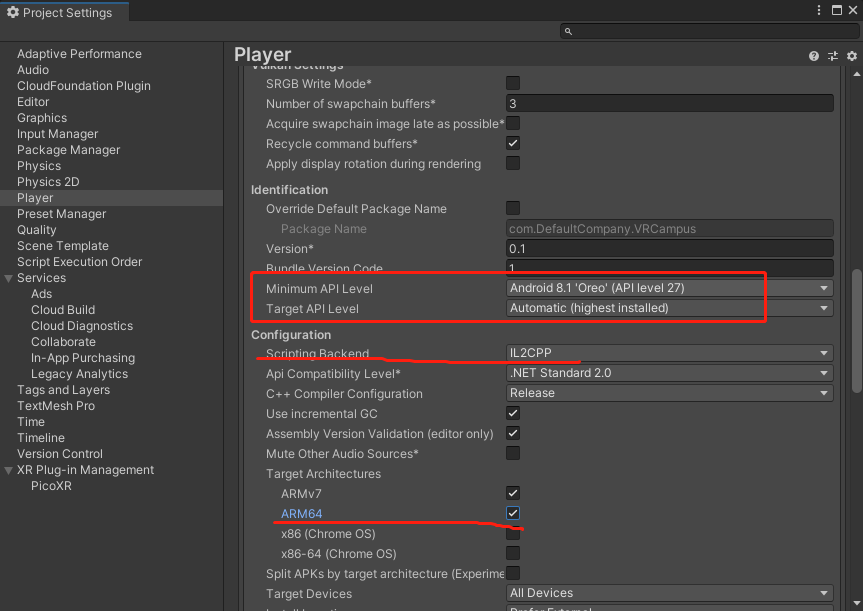 Project Settings
Adaptive Performance
Audio
CloudFoundation Plugin
Editor
Graphics
Input Manager
Package Manager
Physics
Physics 2D
Player
Preset Manager
Quality
Scene Template
Script Execution Order
Services
Ads
Cloud Build
Cloud Diagnostics
Collaborate
In-App Purchasing
Legacy Analytics
Tags and Layers
TextMesh Pro
Time
Timeline
Version Control
XR Plug-in Management
PicoXR
Player
Vulkan Settings
SRGB Write Mode*
Number of swapchain buffers* 3
Acquire swapchain image late as possible*
Recycle command buffers*
Apply display rotation during rendering
Identification
Override Default Package Name
Package Name com.DefaultCompany.VRCampus
Version* 0.1
Bundle Version Code 1
Minimum API Level Android 8.1 'Oreo' (API level 27)
Target API Level Automatic (highest installed)
Configuration
Scripting Backend IL2CPP
Api Compatibility Level* .NET Standard 2.0
C++ Compiler Configuration Release
Use incremental GC
Assembly Version Validation (editor only)
Mute Other Audio Sources*
Target Architectures
ARMv7
ARM64
x86 (Chrome OS)
x86-64 (Chrome OS)
Split APKs by target architecture (Experime
Target Devices All Devices